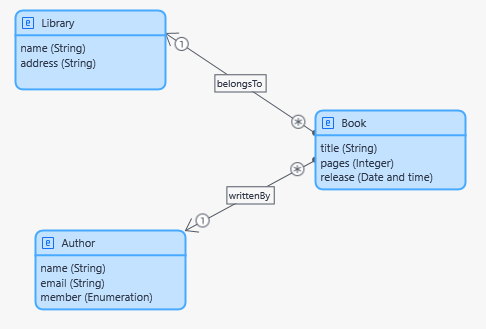 e Library
name (String)
address (String)
1
belongsTo
*
e Book
title (String)
pages (Integer)
release (Date and time)
*
writtenBy
1
e Author
name (String)
email (String)
member (Enumeration)